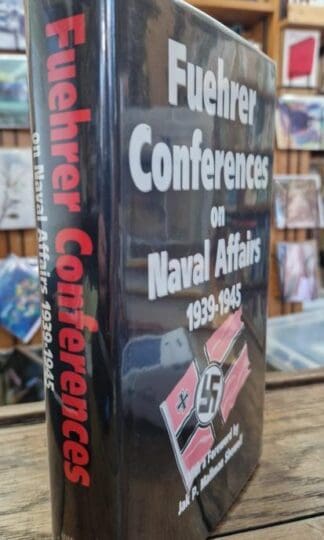 Fuehrer Conferences
on Naval Affairs 1939-1945
Fuehrer
Conferences
on
Naval Affairs
1939-1945
a Foreword by
Jak P. Mallmann Showell